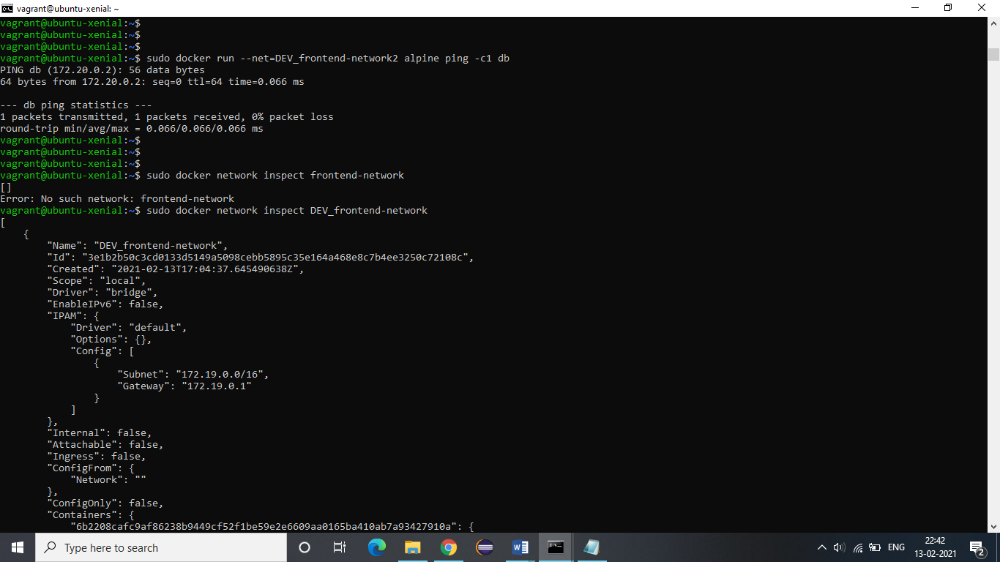 vagrant@ubuntu-xenial: ~
vagrant@ubuntu-xenial:~$
vagrant@ubuntu-xenial:~$
vagrant@ubuntu-xenial:~$
vagrant@ubuntu-xenial:~$ sudo docker run --net=DEV_frontend-network2 alpine ping -c1 db
PING db (172.20.0.2): 56 data bytes
64 bytes from 172.20.0.2: seq=0 ttl=64 time=0.066 ms
--- db ping statistics ---
1 packets transmitted, 1 packets received, 0% packet loss
round-trip min/avg/max = 0.066/0.066/0.066 ms
vagrant@ubuntu-xenial:~$
vagrant@ubuntu-xenial:~$
vagrant@ubuntu-xenial:~$
vagrant@ubuntu-xenial:~$ sudo docker network inspect frontend-network
[]
Error: No such network: frontend-network
vagrant@ubuntu-xenial:~$ sudo docker network inspect DEV_frontend-network
[
    {
        "Name": "DEV_frontend-network",
        "Id": "3e1b2b50c3cd0133d5149a5098cebb5895c35e164a468e8c7b4ee3250c72108c",
        "Created": "2021-02-13T17:04:37.645490638Z",
        "Scope": "local",
        "Driver": "bridge",
        "EnableIPv6": false,
        "IPAM": {
            "Driver": "default",
            "Options": {},
            "Config": [
                {
                    "Subnet": "172.19.0.0/16",
                    "Gateway": "172.19.0.1"
                }
            ]
        },
        "Internal": false,
        "Attachable": false,
        "Ingress": false,
        "ConfigFrom": {
            "Network": ""
        },
        "ConfigOnly": false,
        "Containers": {
            "6b2208cafc9af86238b9449cf52f1be59e2e6609aa0165ba410ab7a93427910a": {
Type here to search
ENG
22:42
13-02-2021
2